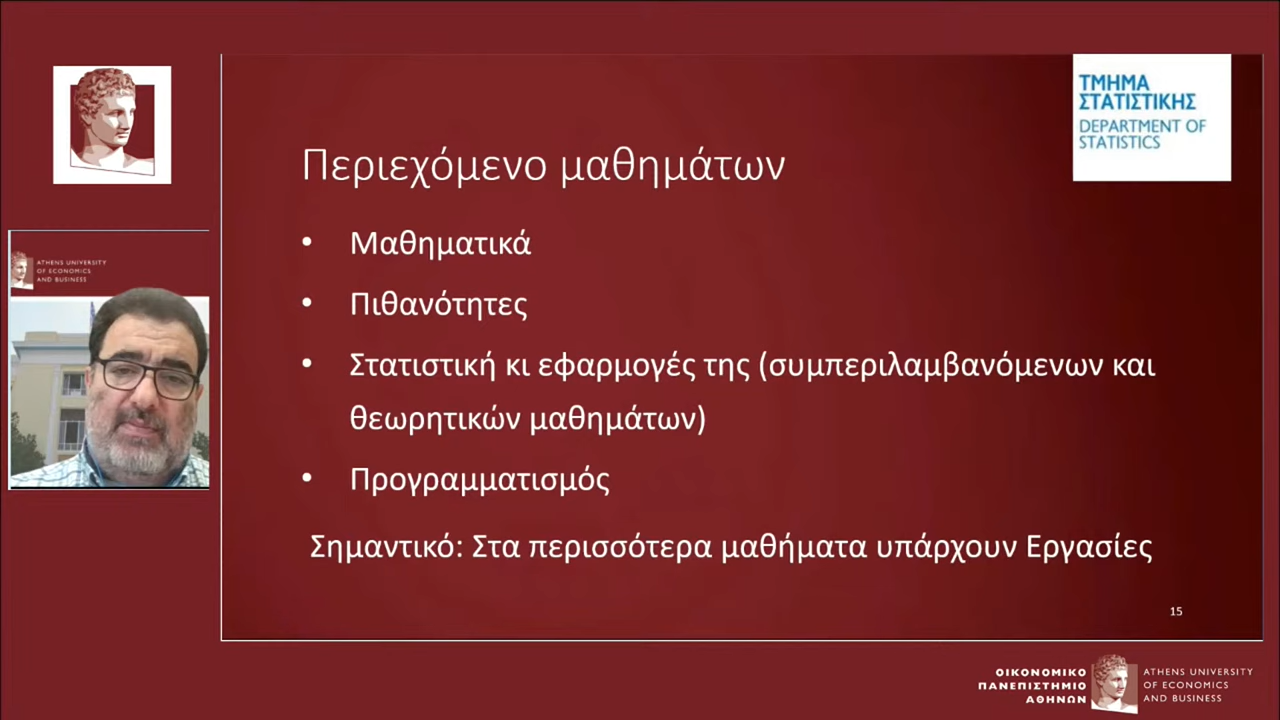 ΤΜΗΜΑ
ΣΤΑΤΙΣΤΙΚΗΣ
DEPARTMENT OF
STATISTICS
Περιεχόμενο μαθημάτων
• Μαθηματικά
• Πιθανότητες
• Στατιστική κι εφαρμογές της (συμπεριλαμβανόμενων και
θεωρητικών μαθημάτων)
• Προγραμματισμός
Σημαντικό: Στα περισσότερα μαθήματα υπάρχουν Εργασίες
15
ATHENS UNIVERSITY
OF ECONOMICS
AND BUSINESS
ΟΙΚΟΝΟΜΙΚΟ
ΠΑΝΕΠΙΣΤΗΜΙΟ
ΑΘΗΝΩΝ
ATHENS UNIVERSITY
OF ECONOMICS
AND BUSINESS